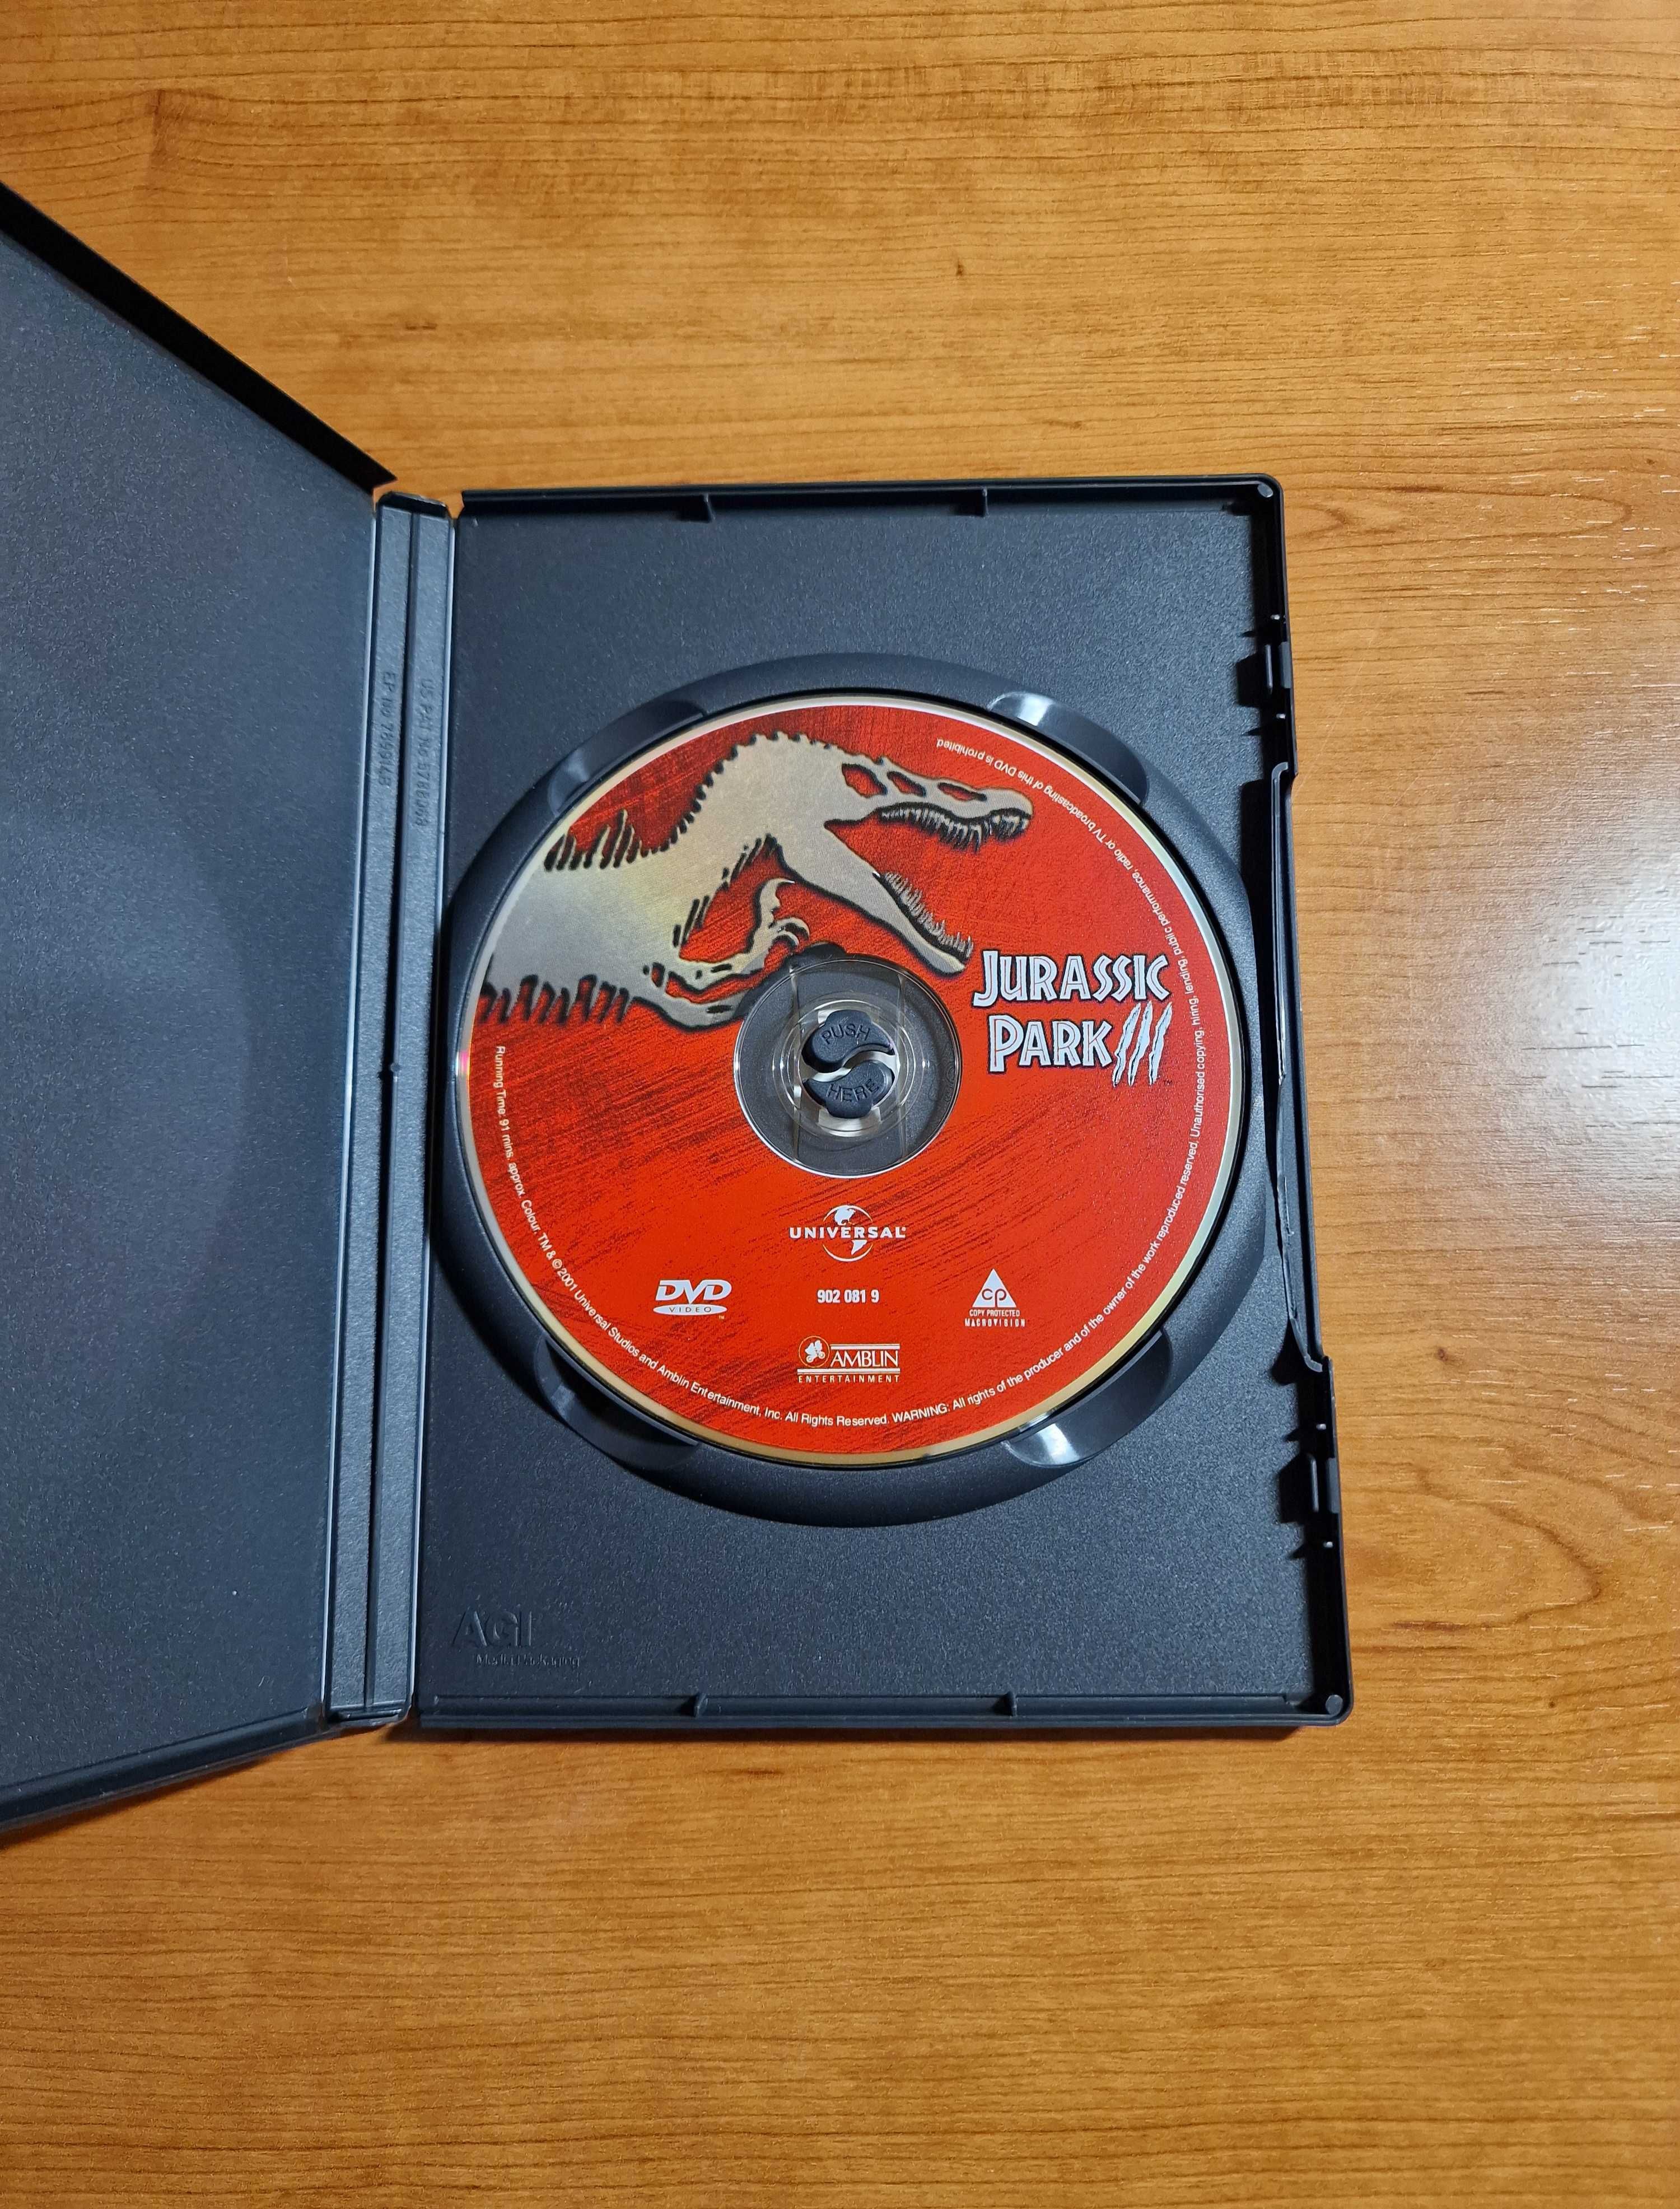 JURASSIC
PARK III
PUSH
HERE
UNIVERSAL
DVD
VIDEO
902 081 9
CP
COPY PROTECTED
MACROVISION
AMBLIN
ENTERTAINMENT
Running Time: 91 mins. approx. Colour. TM & © 2001 Universal Studios and Amblin Entertainment, Inc. All Rights Reserved. WARNING: All rights of the producer and of the owner of the work reproduced reserved. Unauthorised copying, hiring, lending, public performance, radio or TV broadcasting of this DVD is prohibited
AGI
Media Packaging